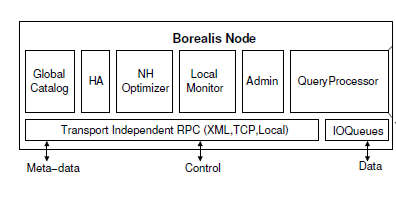 Borealis Node
Global
Catalog
HA
NH
Optimizer
Local
Monitor
Admin
QueryProcessor
Transport Independent RPC (XML,TCP,Local)
IOQueues
Meta-data
Control
Data